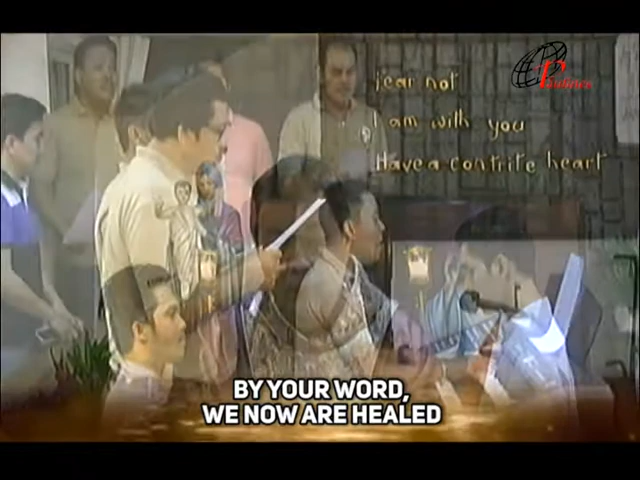 fear not
I am with you
Have a contrite heart
BY YOUR WORD,
WE NOW ARE HEALED